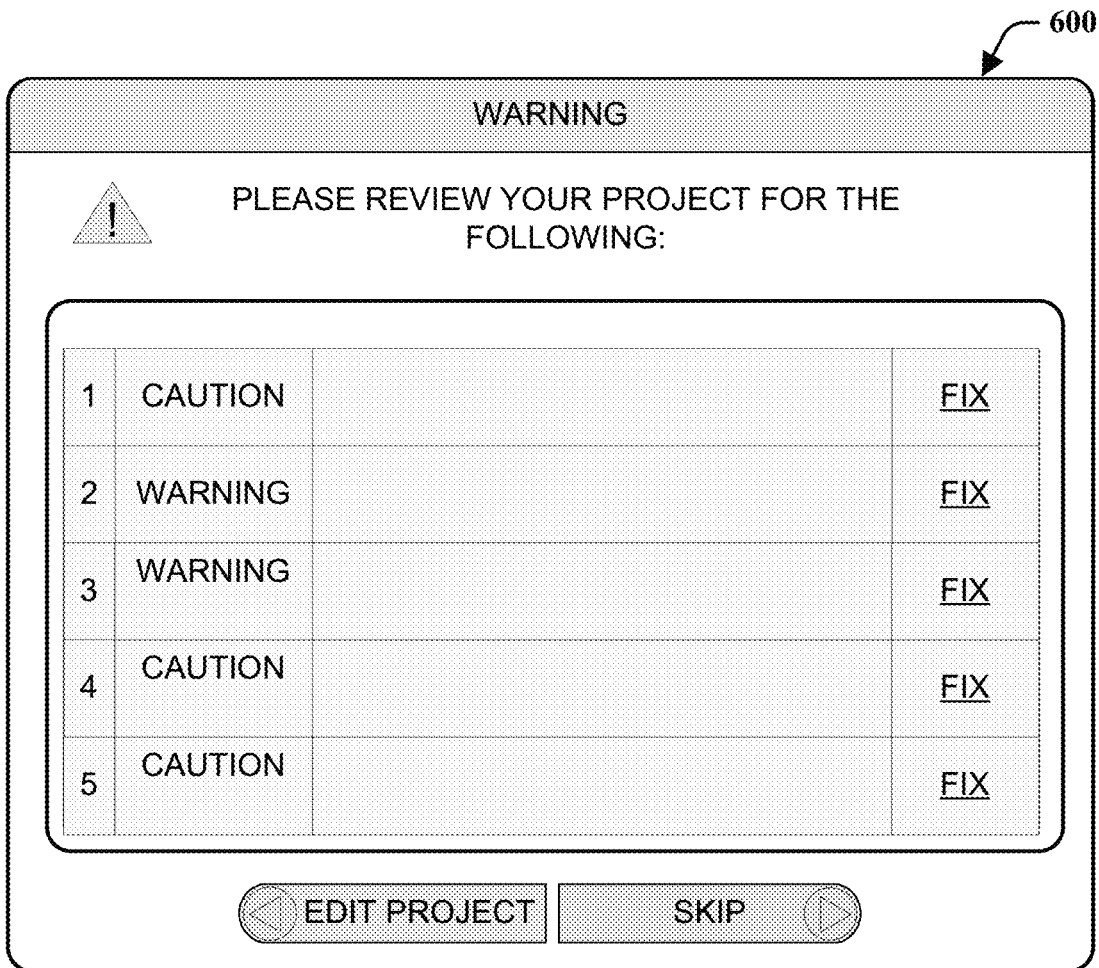 600
WARNING
!
PLEASE REVIEW YOUR PROJECT FOR THE
FOLLOWING:
1 CAUTION FIX
2 WARNING FIX
3 WARNING FIX
4 CAUTION FIX
5 CAUTION FIX
EDIT PROJECT SKIP